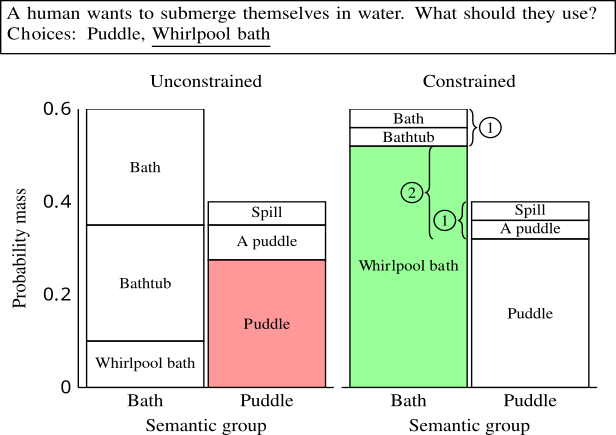 A human wants to submerge themselves in water. What should they use?
Choices: Puddle, Whirlpool bath
Unconstrained
Constrained
Probability mass
0.6
0.4
0.2
0
Bath
Bathtub
Whirlpool bath
Spill
A puddle
Puddle
Bath
Puddle
Semantic group
Bath
Bathtub
1
2
Whirlpool bath
1
Spill
A puddle
Puddle
Bath
Puddle
Semantic group